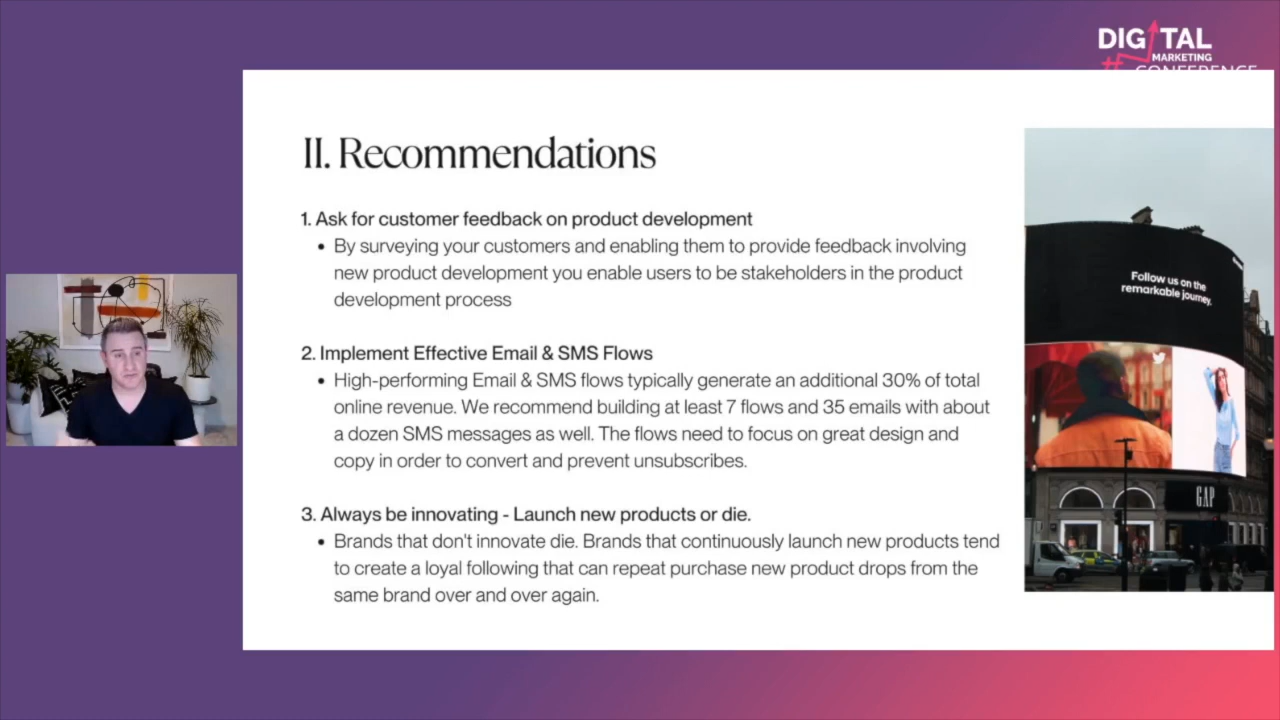 DIGITAL
MARKETING
CONFERENCE
II. Recommendations
1. Ask for customer feedback on product development
• By surveying your customers and enabling them to provide feedback involving
new product development you enable users to be stakeholders in the product
development process
2. Implement Effective Email & SMS Flows
• High-performing Email & SMS flows typically generate an additional 30% of total
online revenue. We recommend building at least 7 flows and 35 emails with about
a dozen SMS messages as well. The flows need to focus on great design and
copy in order to convert and prevent unsubscribes.
3. Always be innovating - Launch new products or die.
• Brands that don't innovate die. Brands that continuously launch new products tend
to create a loyal following that can repeat purchase new product drops from the
same brand over and over again.
Follow us on the
remarkable journey.
GAP